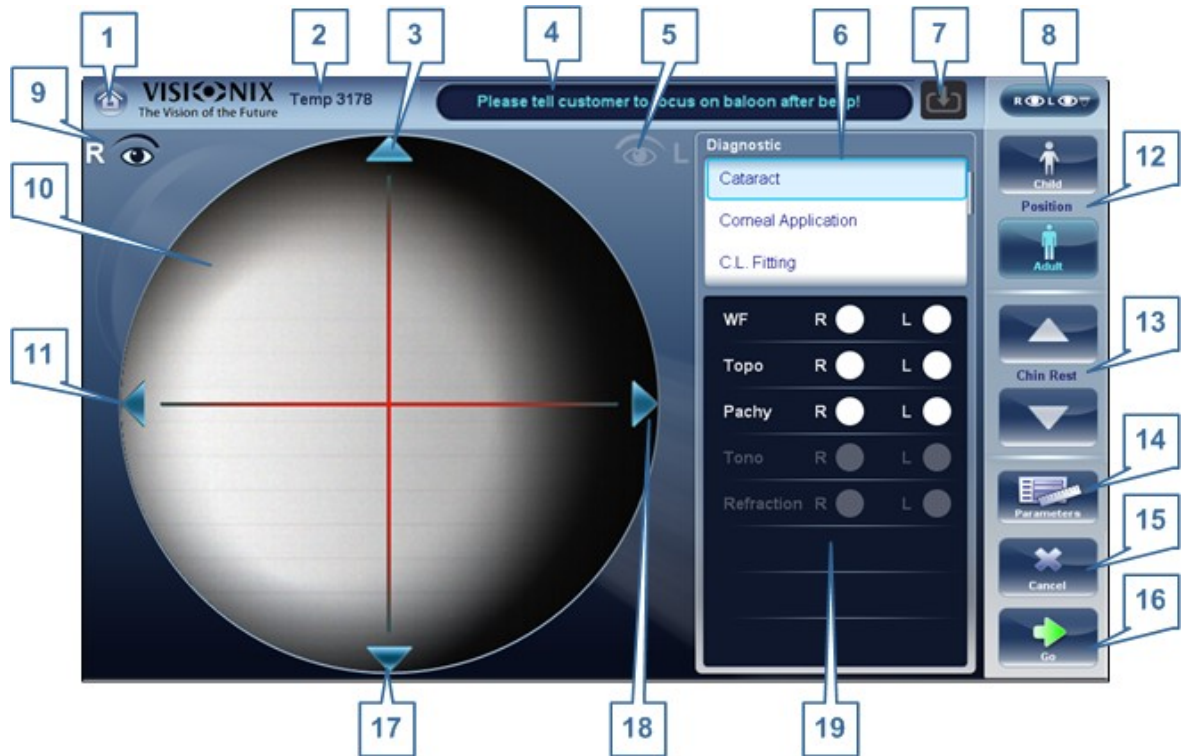 1
2
3
4
5
6
7
8
9
VISIONIX
The Vision of the Future
Temp 3178
Please tell customer to focus on baloon after beep!
R L
R
L
Diagnostic
Cataract
Corneal Application
C.L. Fitting
Child
Position
Adult
12
10
11
WF R L
Topo R L
Pachy R L
Tono R L
Refraction R L
Chin Rest
13
Parameters
14
Cancel
15
Go
16
17
18
19